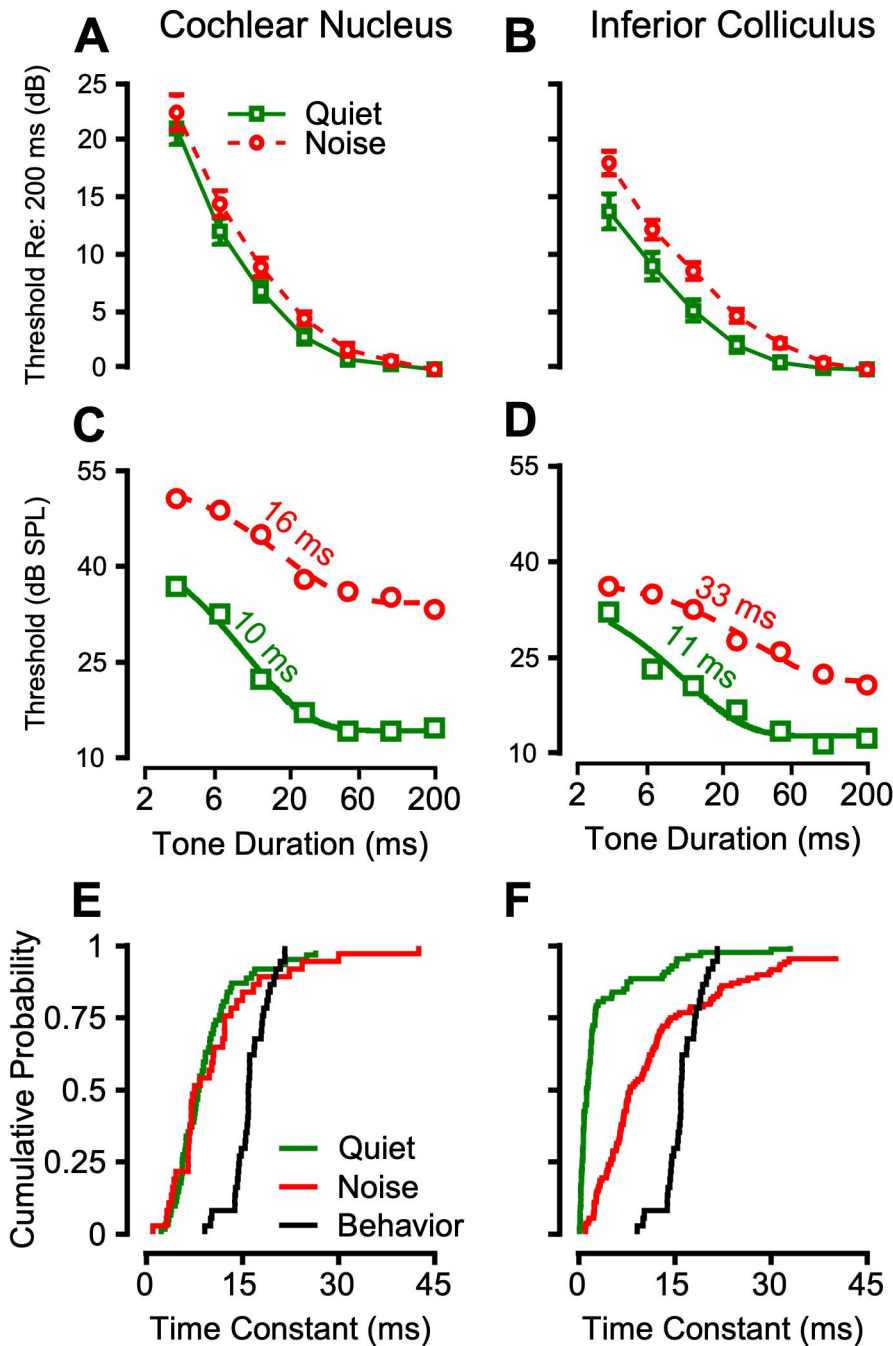 A Cochlear Nucleus
B Inferior Colliculus
Threshold Re: 200 ms (dB)
25
20
15
10
5
0
Quiet
Noise
C
D
Threshold (dB SPL)
55
40
25
10
16 ms
10 ms
2 6 20 60 200
Tone Duration (ms)
55
40
25
10
33 ms
11 ms
2 6 20 60 200
Tone Duration (ms)
E
F
Cumulative Probability
1
0.75
0.5
0.25
0
Quiet
Noise
Behavior
0 15 30 45
Time Constant (ms)
0 15 30 45
Time Constant (ms)